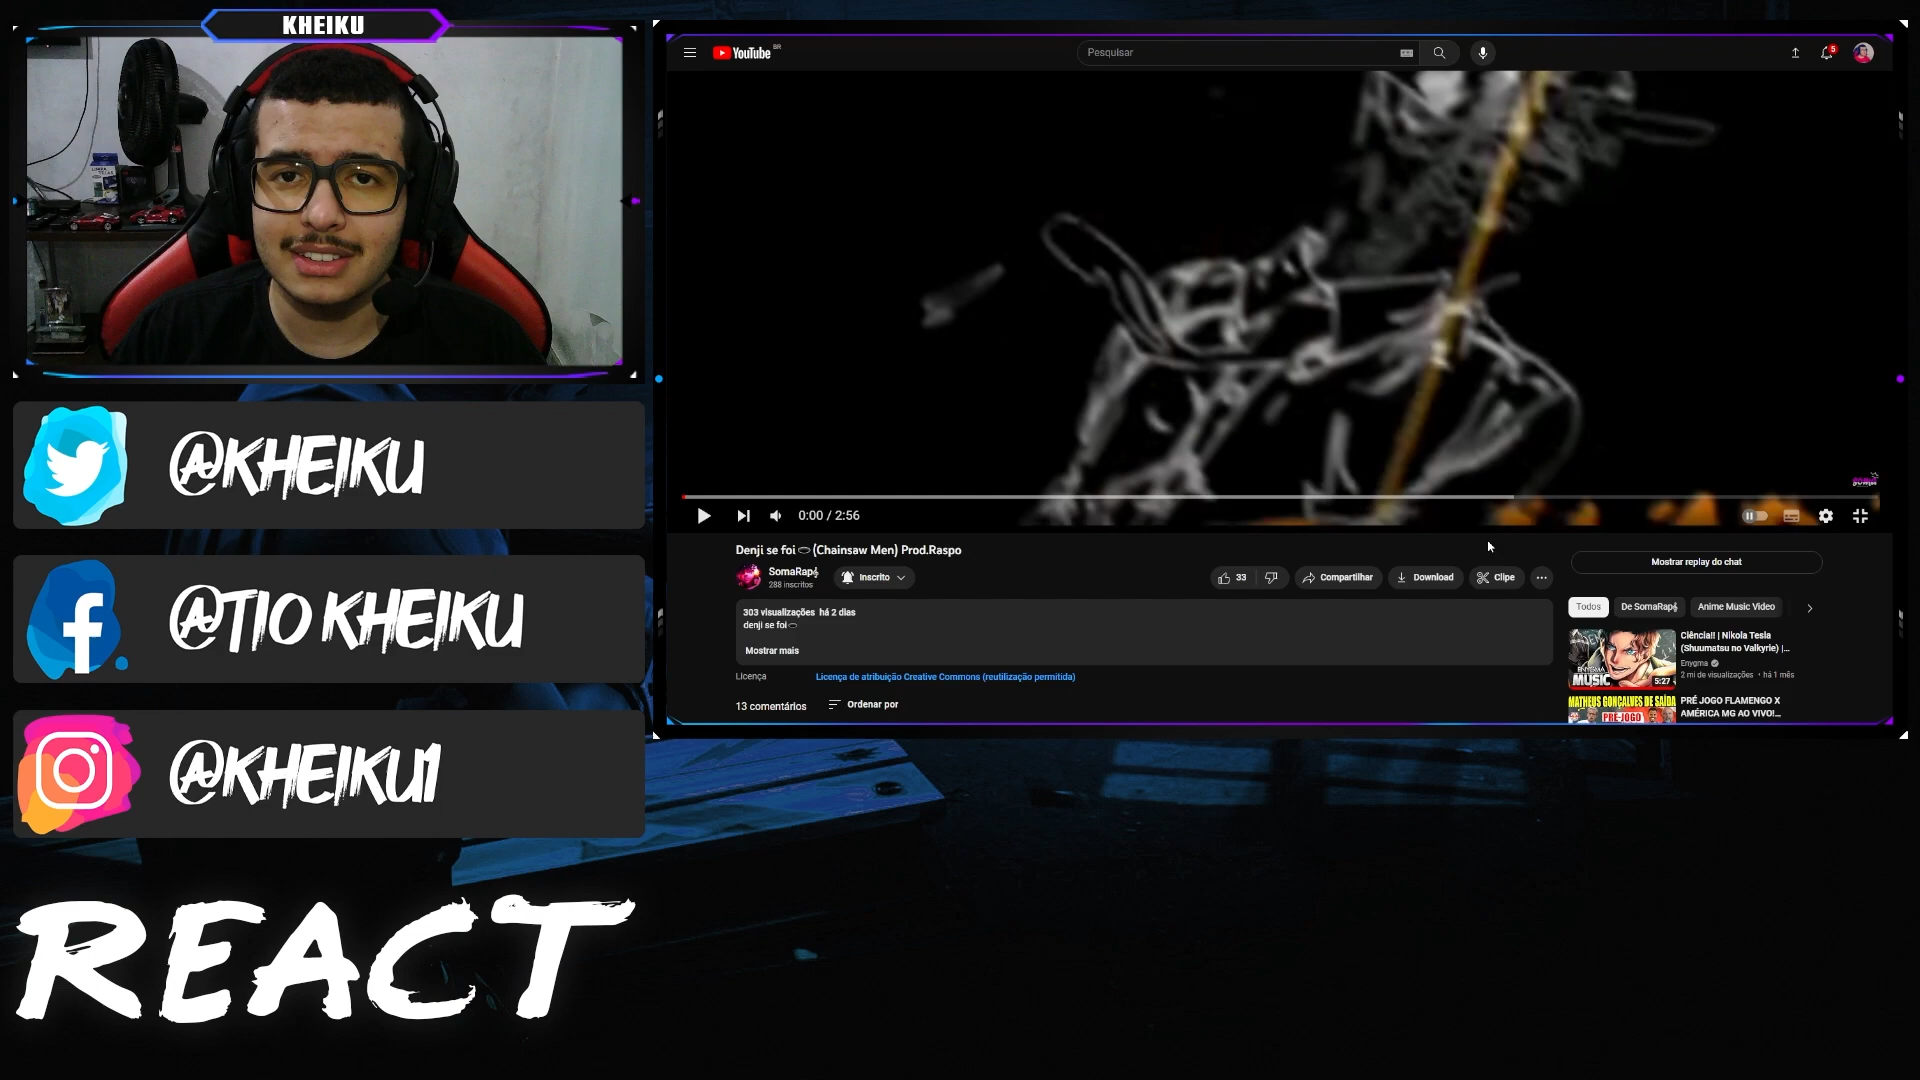 KHEIKU
@KHEIKU
@TIO KHEIKU
@KHEIKU1
REACT
YouTube BR
Pesquisar
5
0:00 / 2:56
Denji se foi (Chainsaw Men) Prod.Raspo
SomaRap
288 inscritos
Inscrito
33
Compartilhar
Download
Clipe
Mostrar replay do chat
303 visualizações há 2 dias
denji se foi
Mostrar mais
Licença
Licença de atribuição Creative Commons (reutilização permitida)
13 comentários
Ordenar por
Todos
De SomaRap
Anime Music Video
ENYGMA
MUSIC
5:27
Ciência!! | Nikola Tesla
(Shuumatsu no Valkyrie) |...
Enygma
2 mi de visualizações • há 1 mês
MATHEUS GONÇALVES DE SAÍDA
PRÉ-JOGO
PRÉ JOGO FLAMENGO X
AMÉRICA MG AO VIVO!...